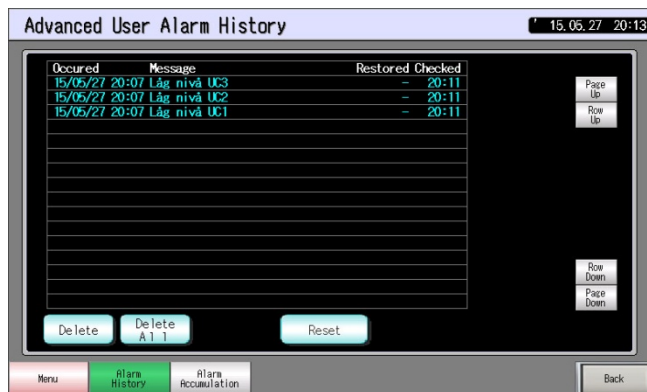 Advanced User Alarm History
' 15.05.27 20:13
Occured Message Restored Checked
15/05/27 20:07 Låg nivå UC3 - 20:11
15/05/27 20:07 Låg nivå UC2 - 20:11
15/05/27 20:07 Låg nivå UC1 - 20:11
Page
Up
Row
Up
Row
Down
Page
Down
Delete
Delete
All
Reset
Menu
Alarm
History
Alarm
Accumulation
Back